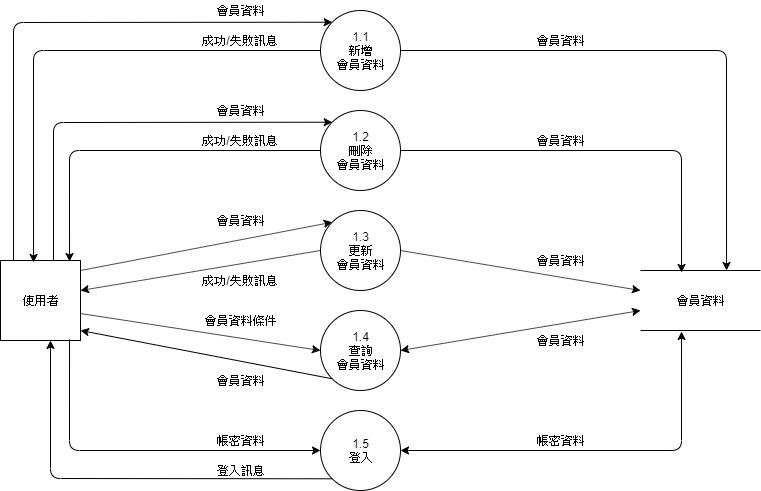 會員資料
1.1
新增
會員資料
成功/失敗訊息
會員資料
會員資料
1.2
刪除
會員資料
成功/失敗訊息
會員資料
會員資料
1.3
更新
會員資料
成功/失敗訊息
會員資料
使用者
會員資料
會員資料條件
1.4
查詢
會員資料
會員資料
會員資料
帳密資料
1.5
登入
帳密資料
登入訊息